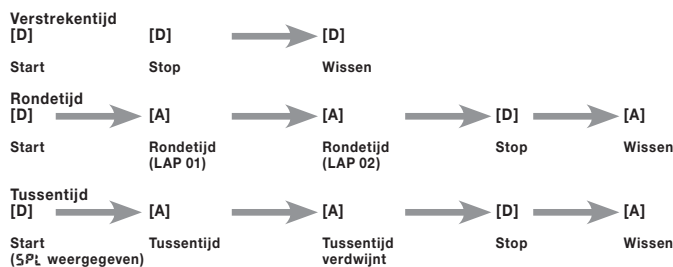 Verstrekentijd
[D] [D] [D]
Start Stop Wissen
Rondetijd
[D] [A] [A] [D] [A]
Start Rondetijd Rondetijd Stop Wissen
(LAP 01) (LAP 02)
Tussentijd
[D] [A] [A] [D] [A]
Start Tussentijd Tussentijd Stop Wissen
(SPL weergegeven) verdwijnt